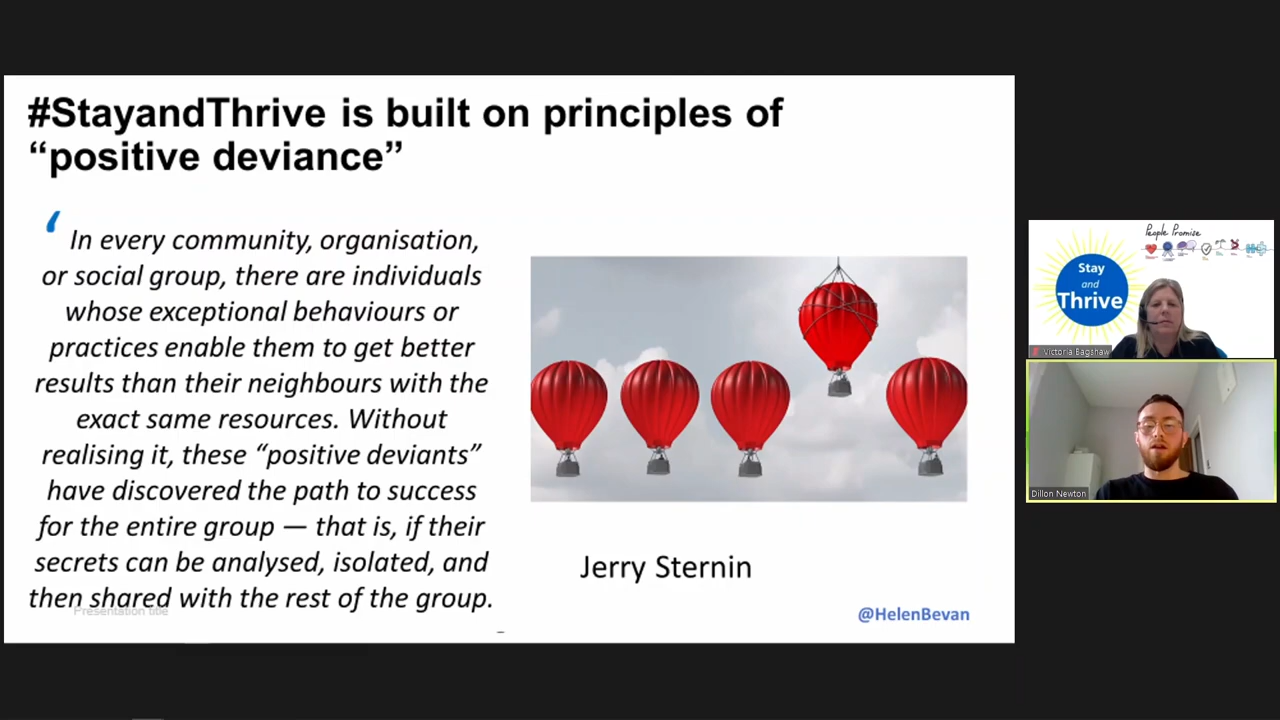 #StayandThrive is built on principles of
“positive deviance”
‘ In every community, organisation,
or social group, there are individuals
whose exceptional behaviours or
practices enable them to get better
results than their neighbours with the
exact same resources. Without
realising it, these “positive deviants”
have discovered the path to success
for the entire group — that is, if their
secrets can be analysed, isolated, and
then shared with the rest of the group.
Presentation title
Jerry Sternin
@HelenBevan
People Promise
Stay
and
Thrive
Victoria Bagshaw
Dillon Newton